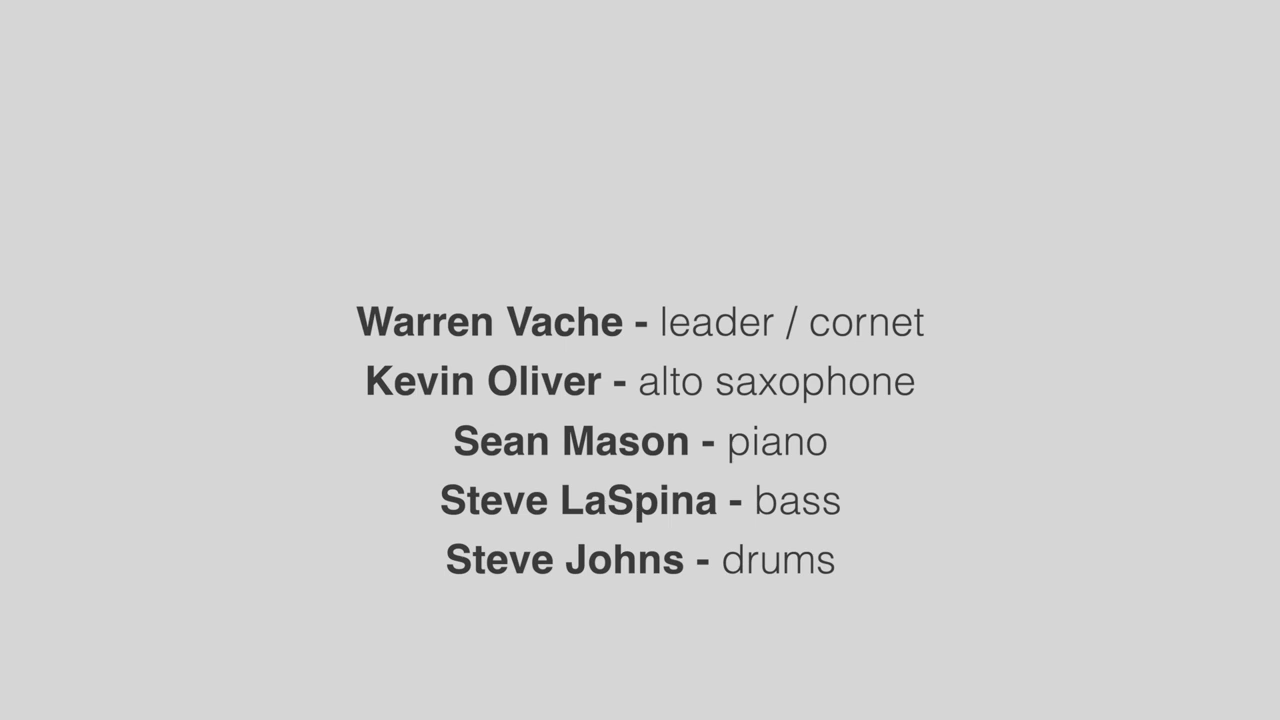 Warren Vache - leader / cornet
Kevin Oliver - alto saxophone
Sean Mason - piano
Steve LaSpina - bass
Steve Johns - drums